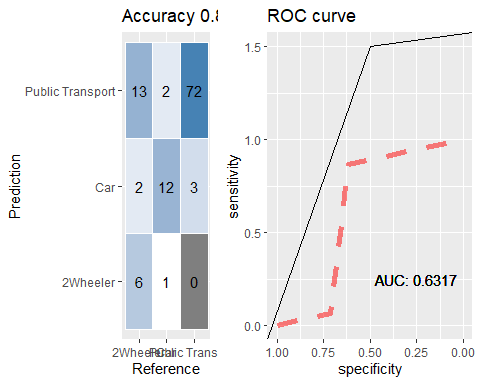 Accuracy 0.8
Prediction
Public Transport
Car
2Wheeler
13 2 72
2 12 3
6 1 0
Reference
ROC curve
sensitivity
1.5
1.0
0.5
0.0
AUC: 0.6317
1.00 0.75 0.50 0.25 0.00
specificity